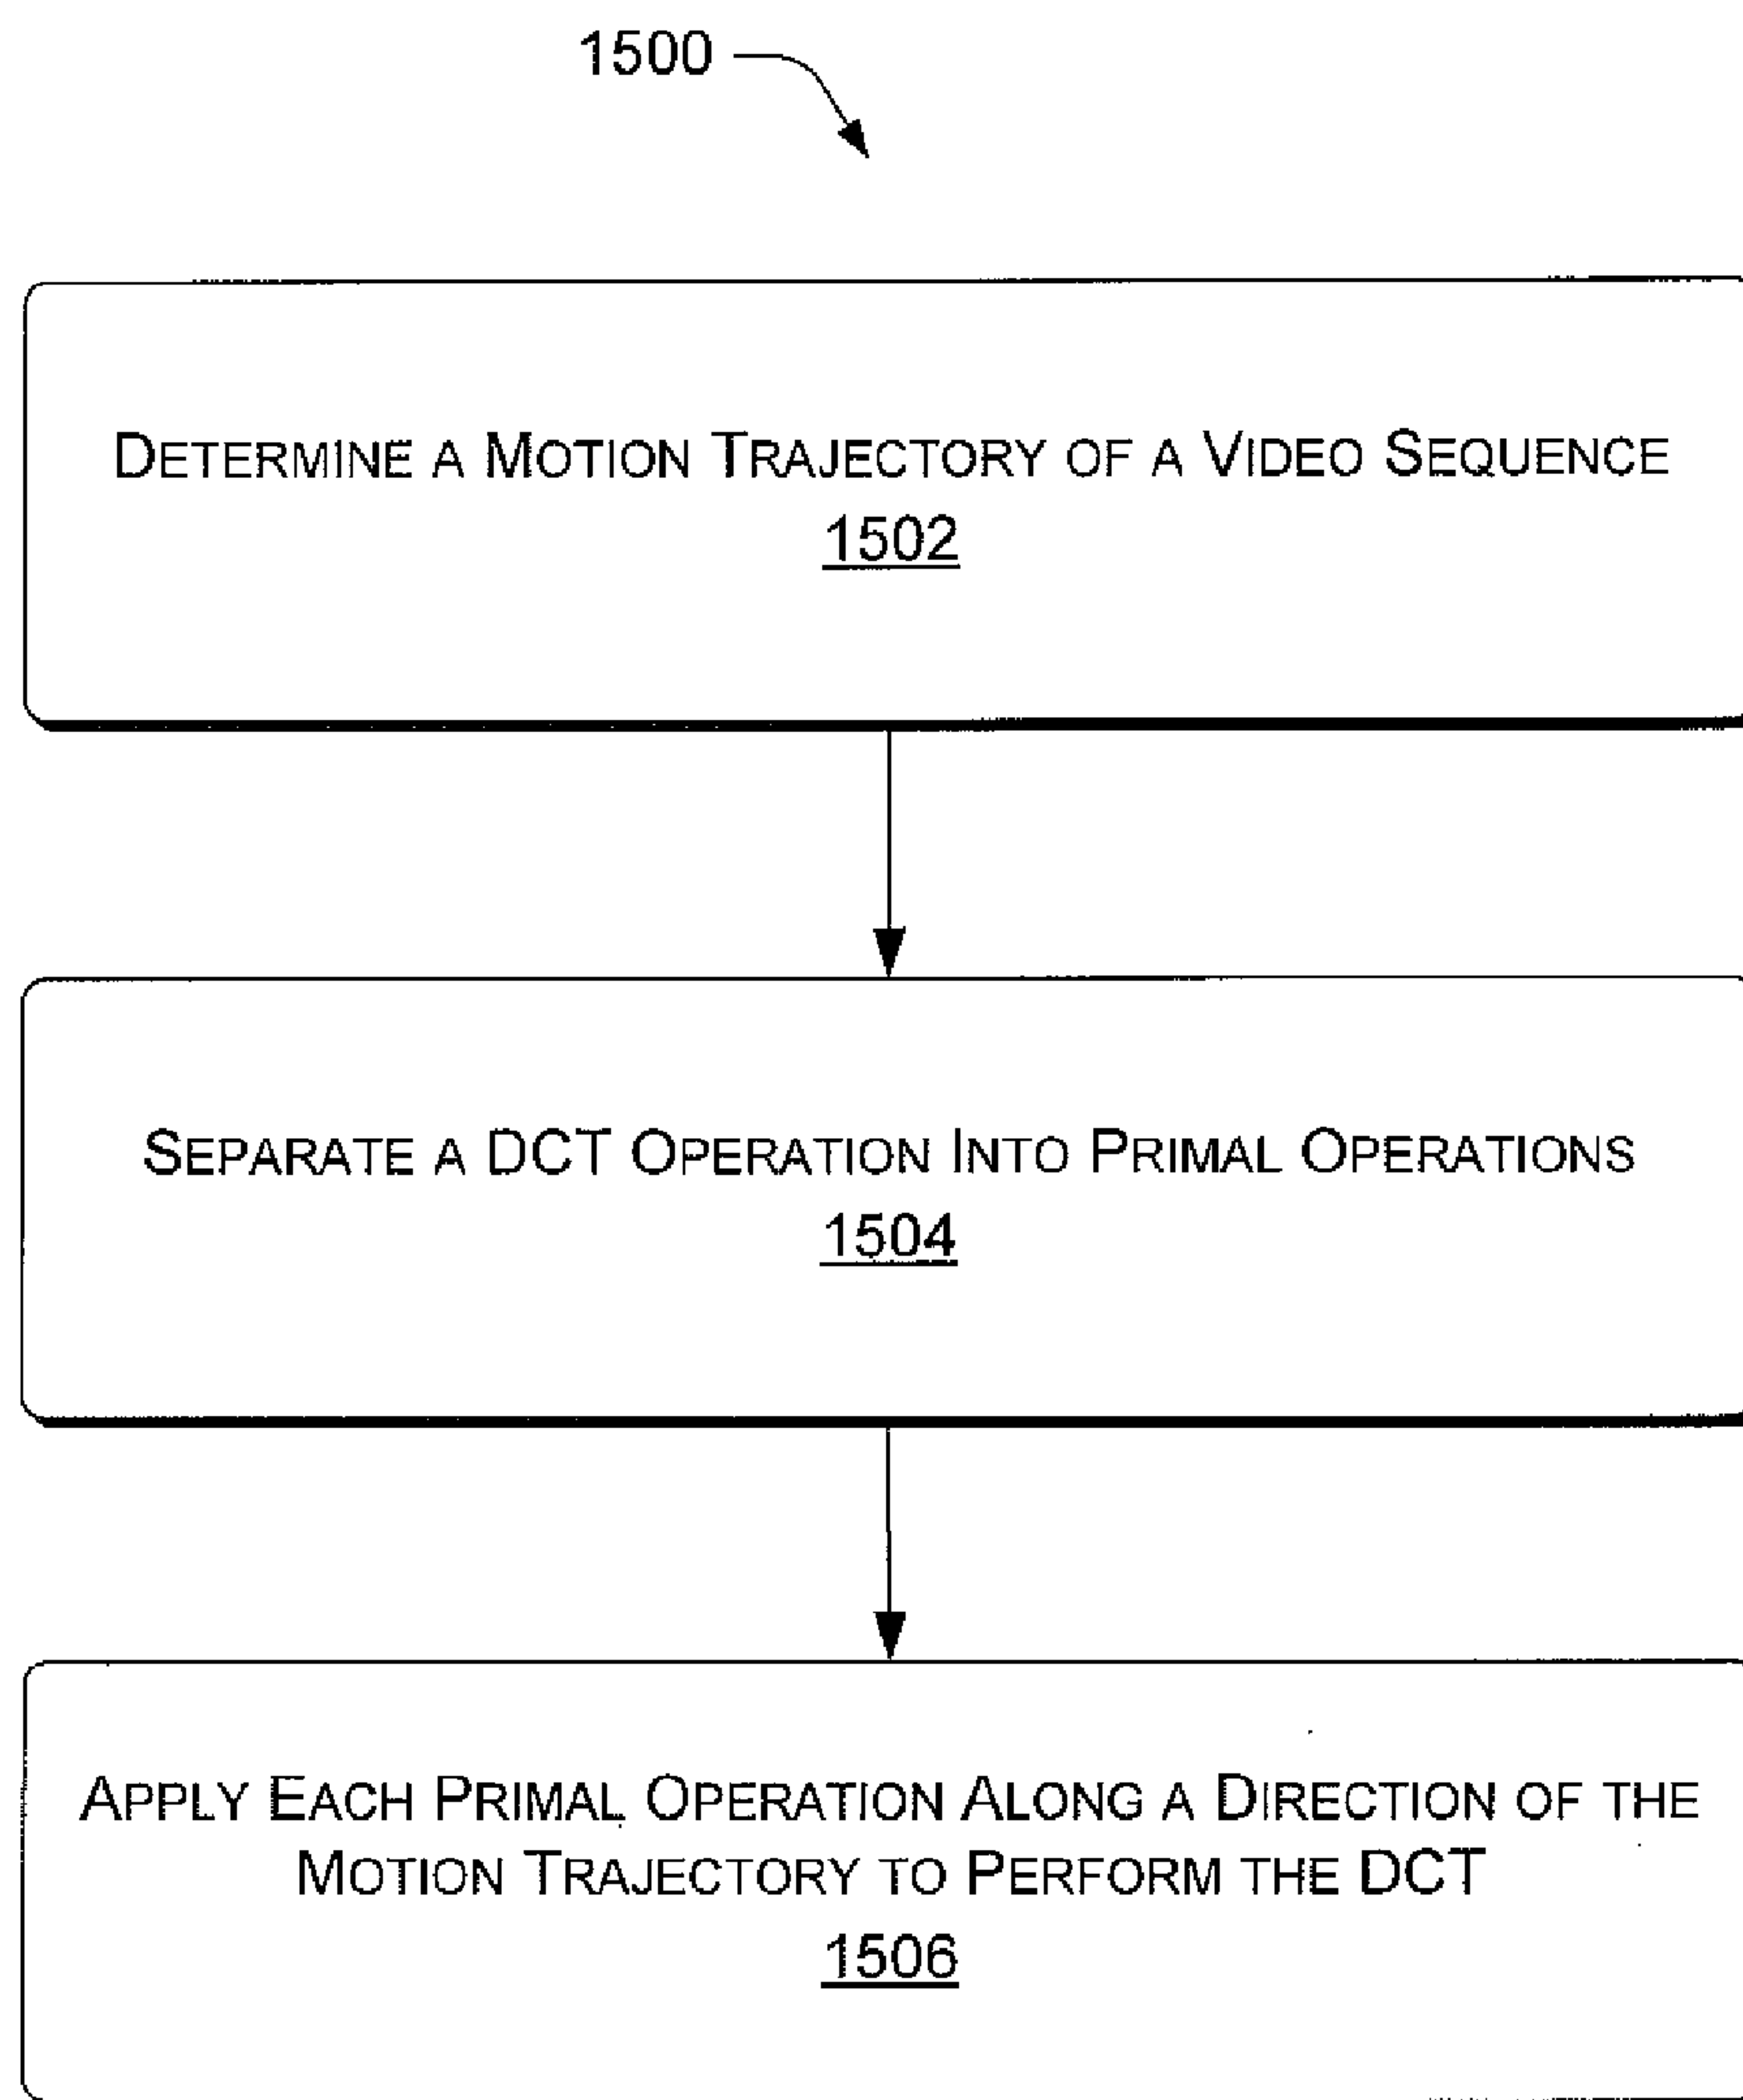 1500
DETERMINE A MOTION TRAJECTORY OF A VIDEO SEQUENCE
1502
SEPARATE A DCT OPERATION INTO PRIMAL OPERATIONS
1504
APPLY EACH PRIMAL OPERATION ALONG A DIRECTION OF THE
MOTION TRAJECTORY TO PERFORM THE DCT
1506